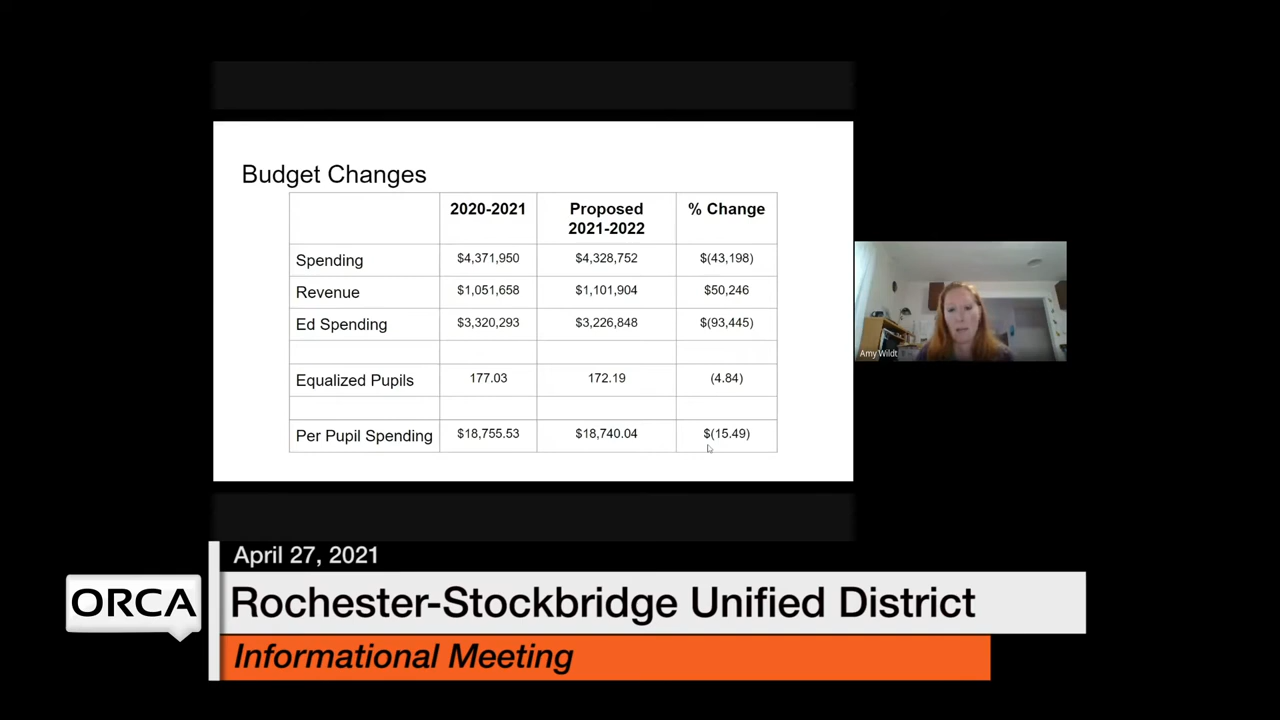 Budget Changes
2020-2021 Proposed 2021-2022 % Change
Spending $4,371,950 $4,328,752 $(43,198)
Revenue $1,051,658 $1,101,904 $50,246
Ed Spending $3,320,293 $3,226,848 $(93,445)
Equalized Pupils 177.03 172.19 (4.84)
Per Pupil Spending $18,755.53 $18,740.04 $(15.49)
Amy Wildt
April 27, 2021
ORCA
Rochester-Stockbridge Unified District
Informational Meeting